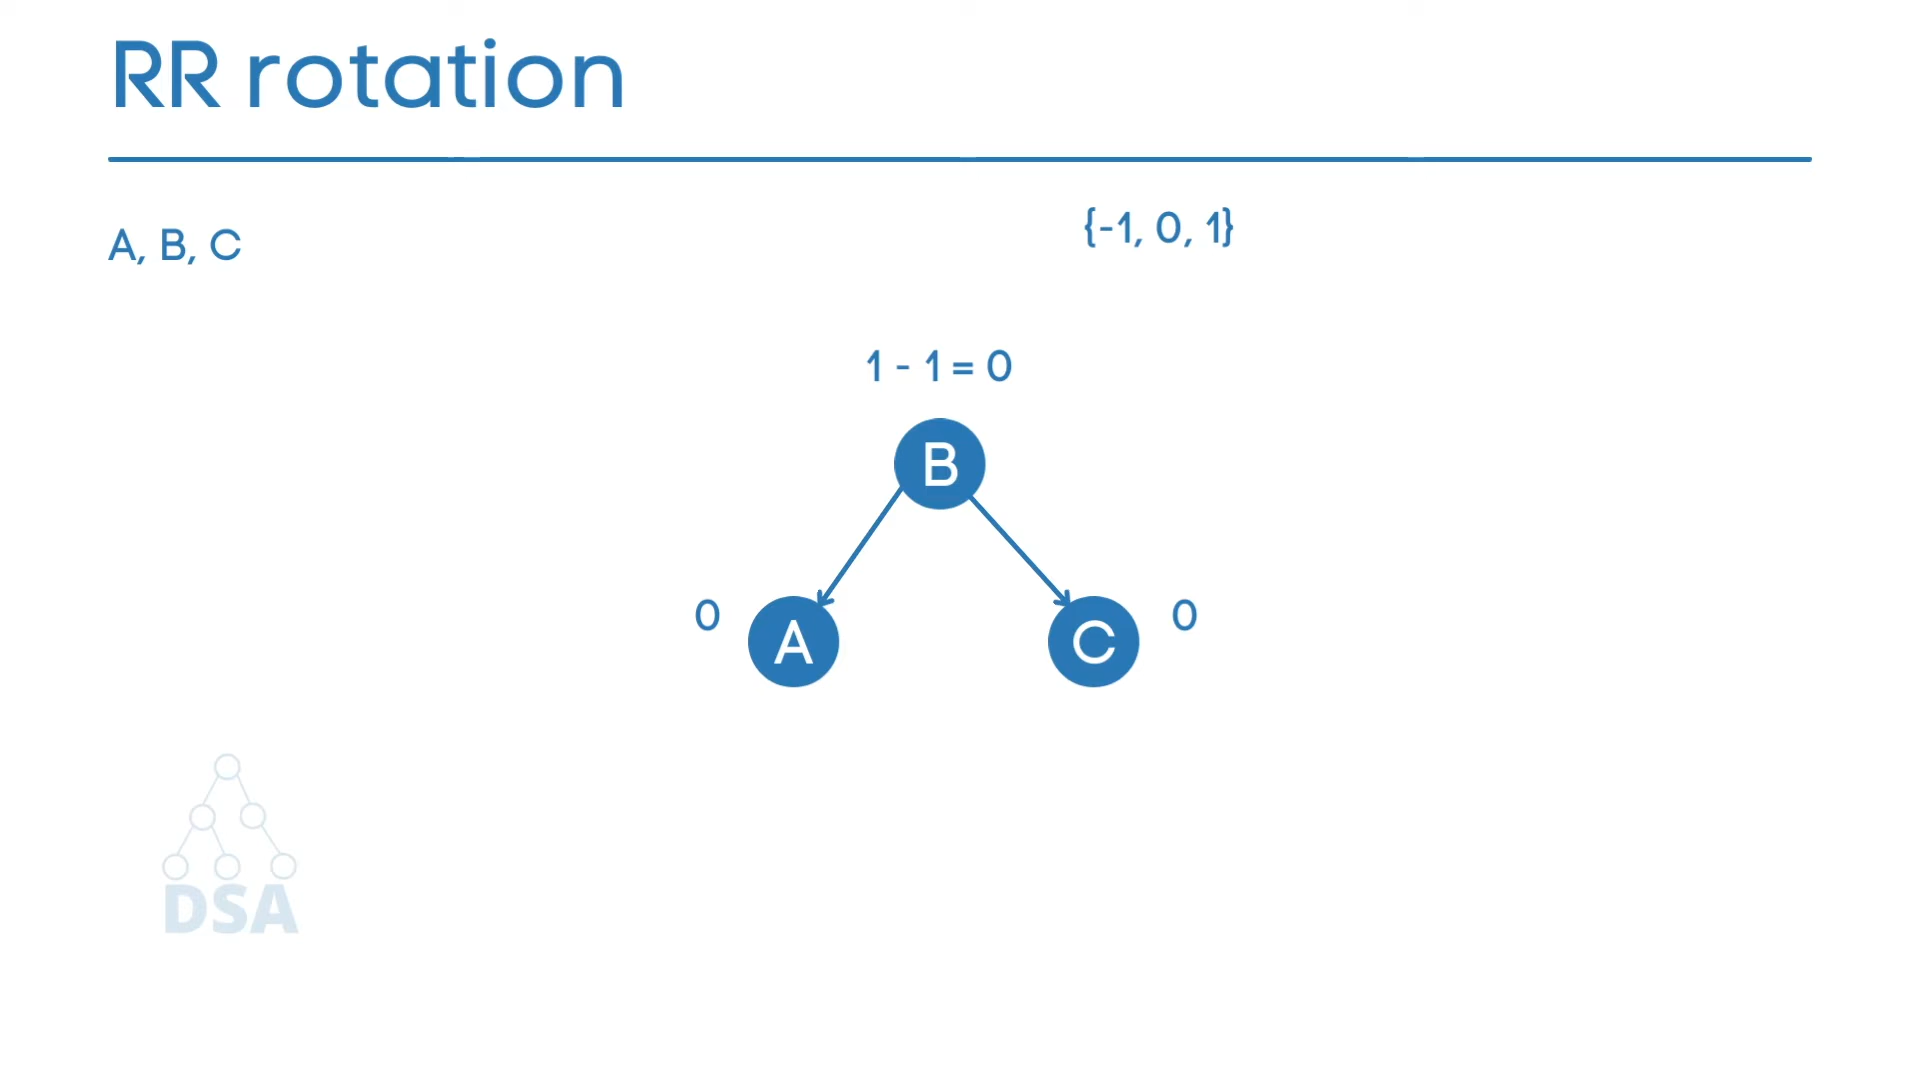 RR rotation
A, B, C
{-1, 0, 1}
1 - 1 = 0
B
0
A
C
0
DSA